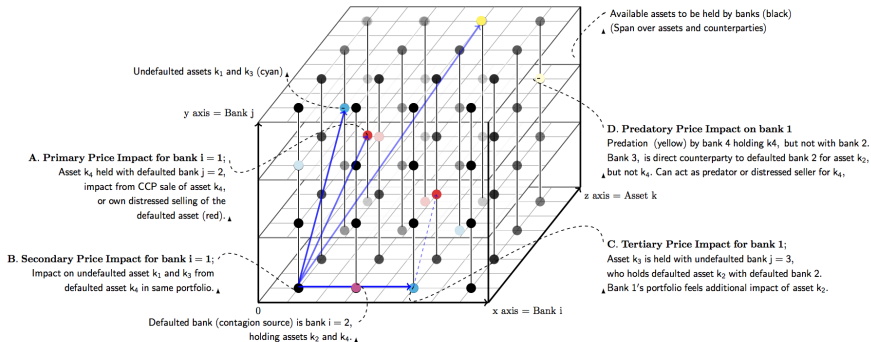 Available assets to be held by banks (black)
(Span over assets and counterparties)
Undefaulted assets k1 and k3 (cyan)
y axis = Bank j
A. Primary Price Impact for bank i = 1;
Asset k4 held with defaulted bank j = 2,
impact from CCP sale of asset k4,
or own distressed selling of the
defaulted asset (red).
D. Predatory Price Impact on bank 1
Predation (yellow) by bank 4 holding k4, but not with bank 2.
Bank 3, is direct counterparty to defaulted bank 2 for asset k2,
but not k4. Can act as predator or distressed seller for k4,
z axis = Asset k
B. Secondary Price Impact for bank i = 1;
Impact on undefaulted asset k1 and k3 from
defaulted asset k4 in same portfolio.
C. Tertiary Price Impact for bank 1;
Asset k3 is held with undefaulted bank j = 3,
who holds defaulted asset k2 with defaulted bank 2.
Bank 1's portfolio feels additional impact of asset k2.
0
x axis = Bank i
Defaulted bank (contagion source) is bank i = 2,
holding assets k2 and k4.